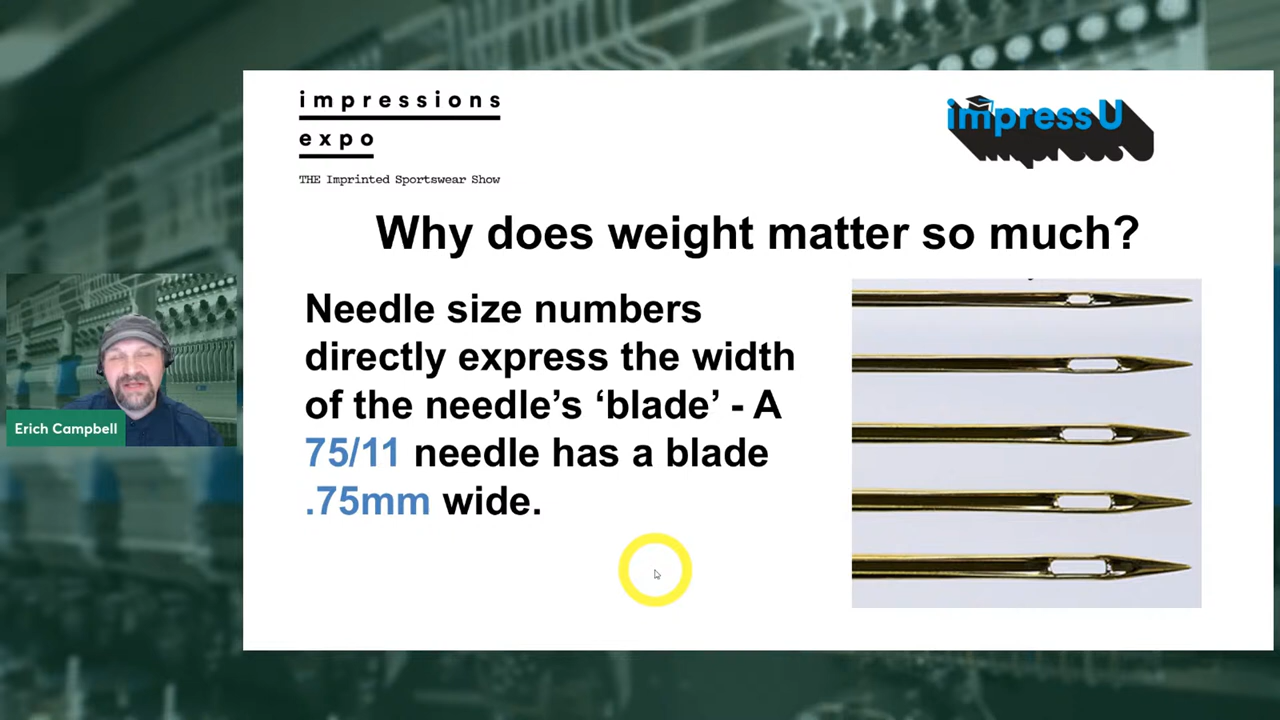 impressions
expo
THE Imprinted Sportswear Show
impress U
Why does weight matter so much?
Needle size numbers
directly express the width
of the needle’s ‘blade’ - A
75/11 needle has a blade
.75mm wide.
Erich Campbell